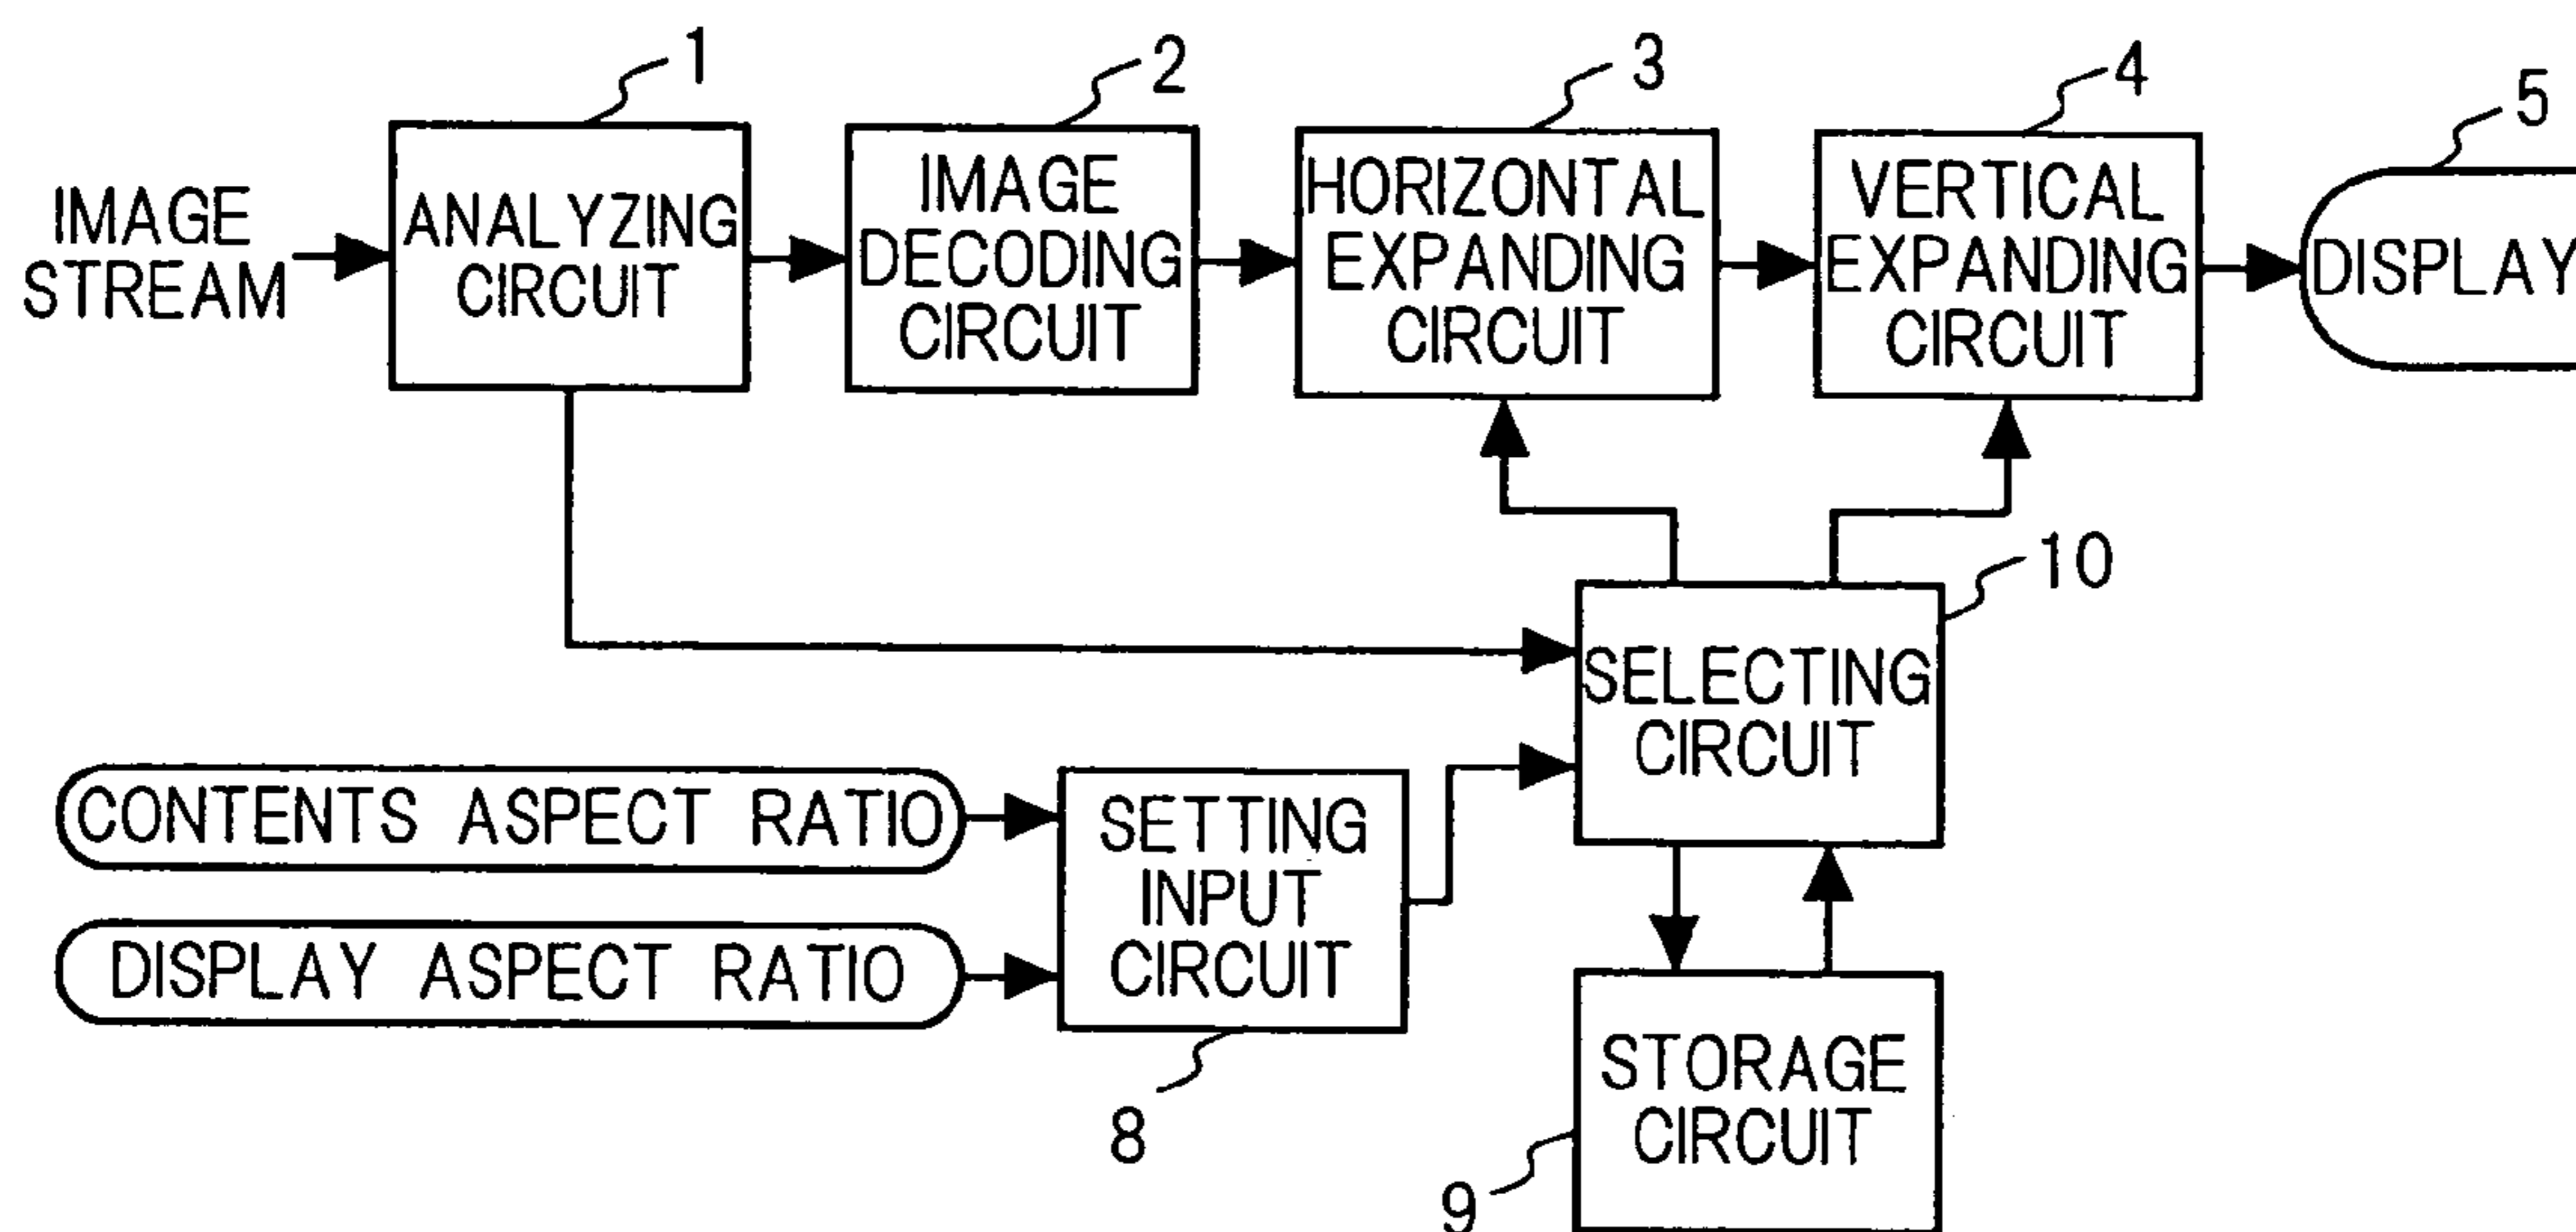 1
2
3
4
5
IMAGE
STREAM
ANALYZING
CIRCUIT
IMAGE
DECODING
CIRCUIT
HORIZONTAL
EXPANDING
CIRCUIT
VERTICAL
EXPANDING
CIRCUIT
DISPLAY
10
SELECTING
CIRCUIT
CONTENTS ASPECT RATIO
DISPLAY ASPECT RATIO
SETTING
INPUT
CIRCUIT
8
STORAGE
CIRCUIT
9